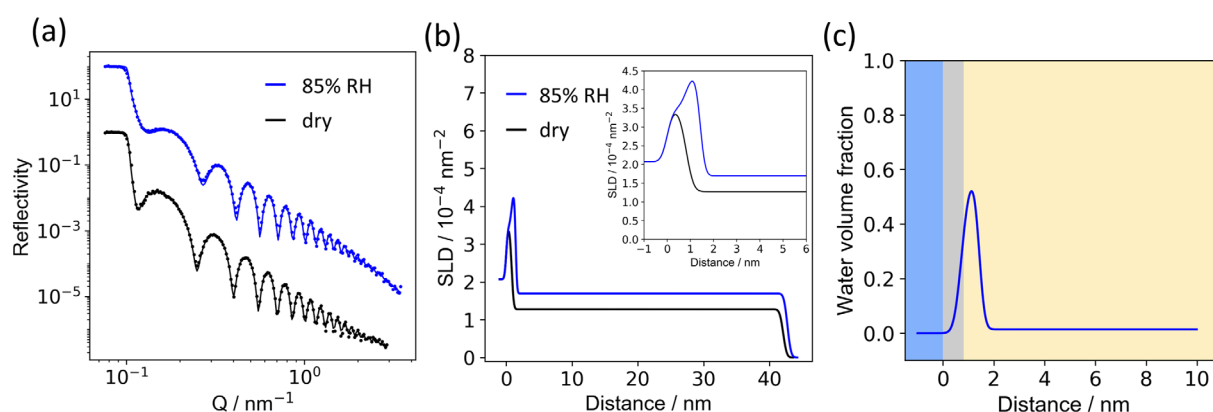 (a)
Reflectivity
10¹
10⁻¹
10⁻³
10⁻⁵
10⁻¹
10⁰
Q / nm⁻¹
85% RH
dry
(b)
SLD / 10⁻⁴ nm⁻²
8
7
6
5
4
3
2
1
0
0
10
20
30
40
Distance / nm
85% RH
dry
SLD / 10⁻⁴ nm⁻²
4.5
4.0
3.5
3.0
2.5
2.0
1.5
1.0
0.5
0.0
−1 0 1 2 3 4 5 6
Distance / nm
(c)
Water volume fraction
1.0
0.8
0.6
0.4
0.2
0.0
0 2 4 6 8 10
Distance / nm